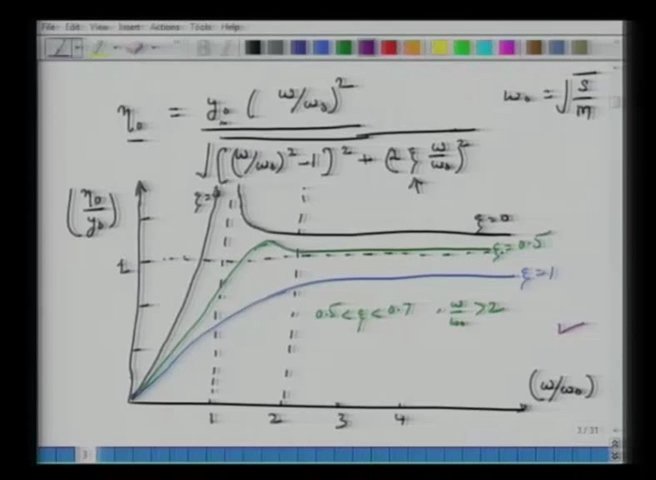 File Edit View Insert Actions Tools Help
η₀ = y₀ (ω/ω₀)² / √([(ω/ω₀)²-1]² + (2ξ ω/ω₀)²)
ω₀ = √(S/m)
(η₀/y₀)
ξ=0
ξ=0
ξ=0.5
1
ξ=1
0.5<ξ<0.7 ω/ω₀ >2
(ω/ω₀)
1 2 3 4
3/31